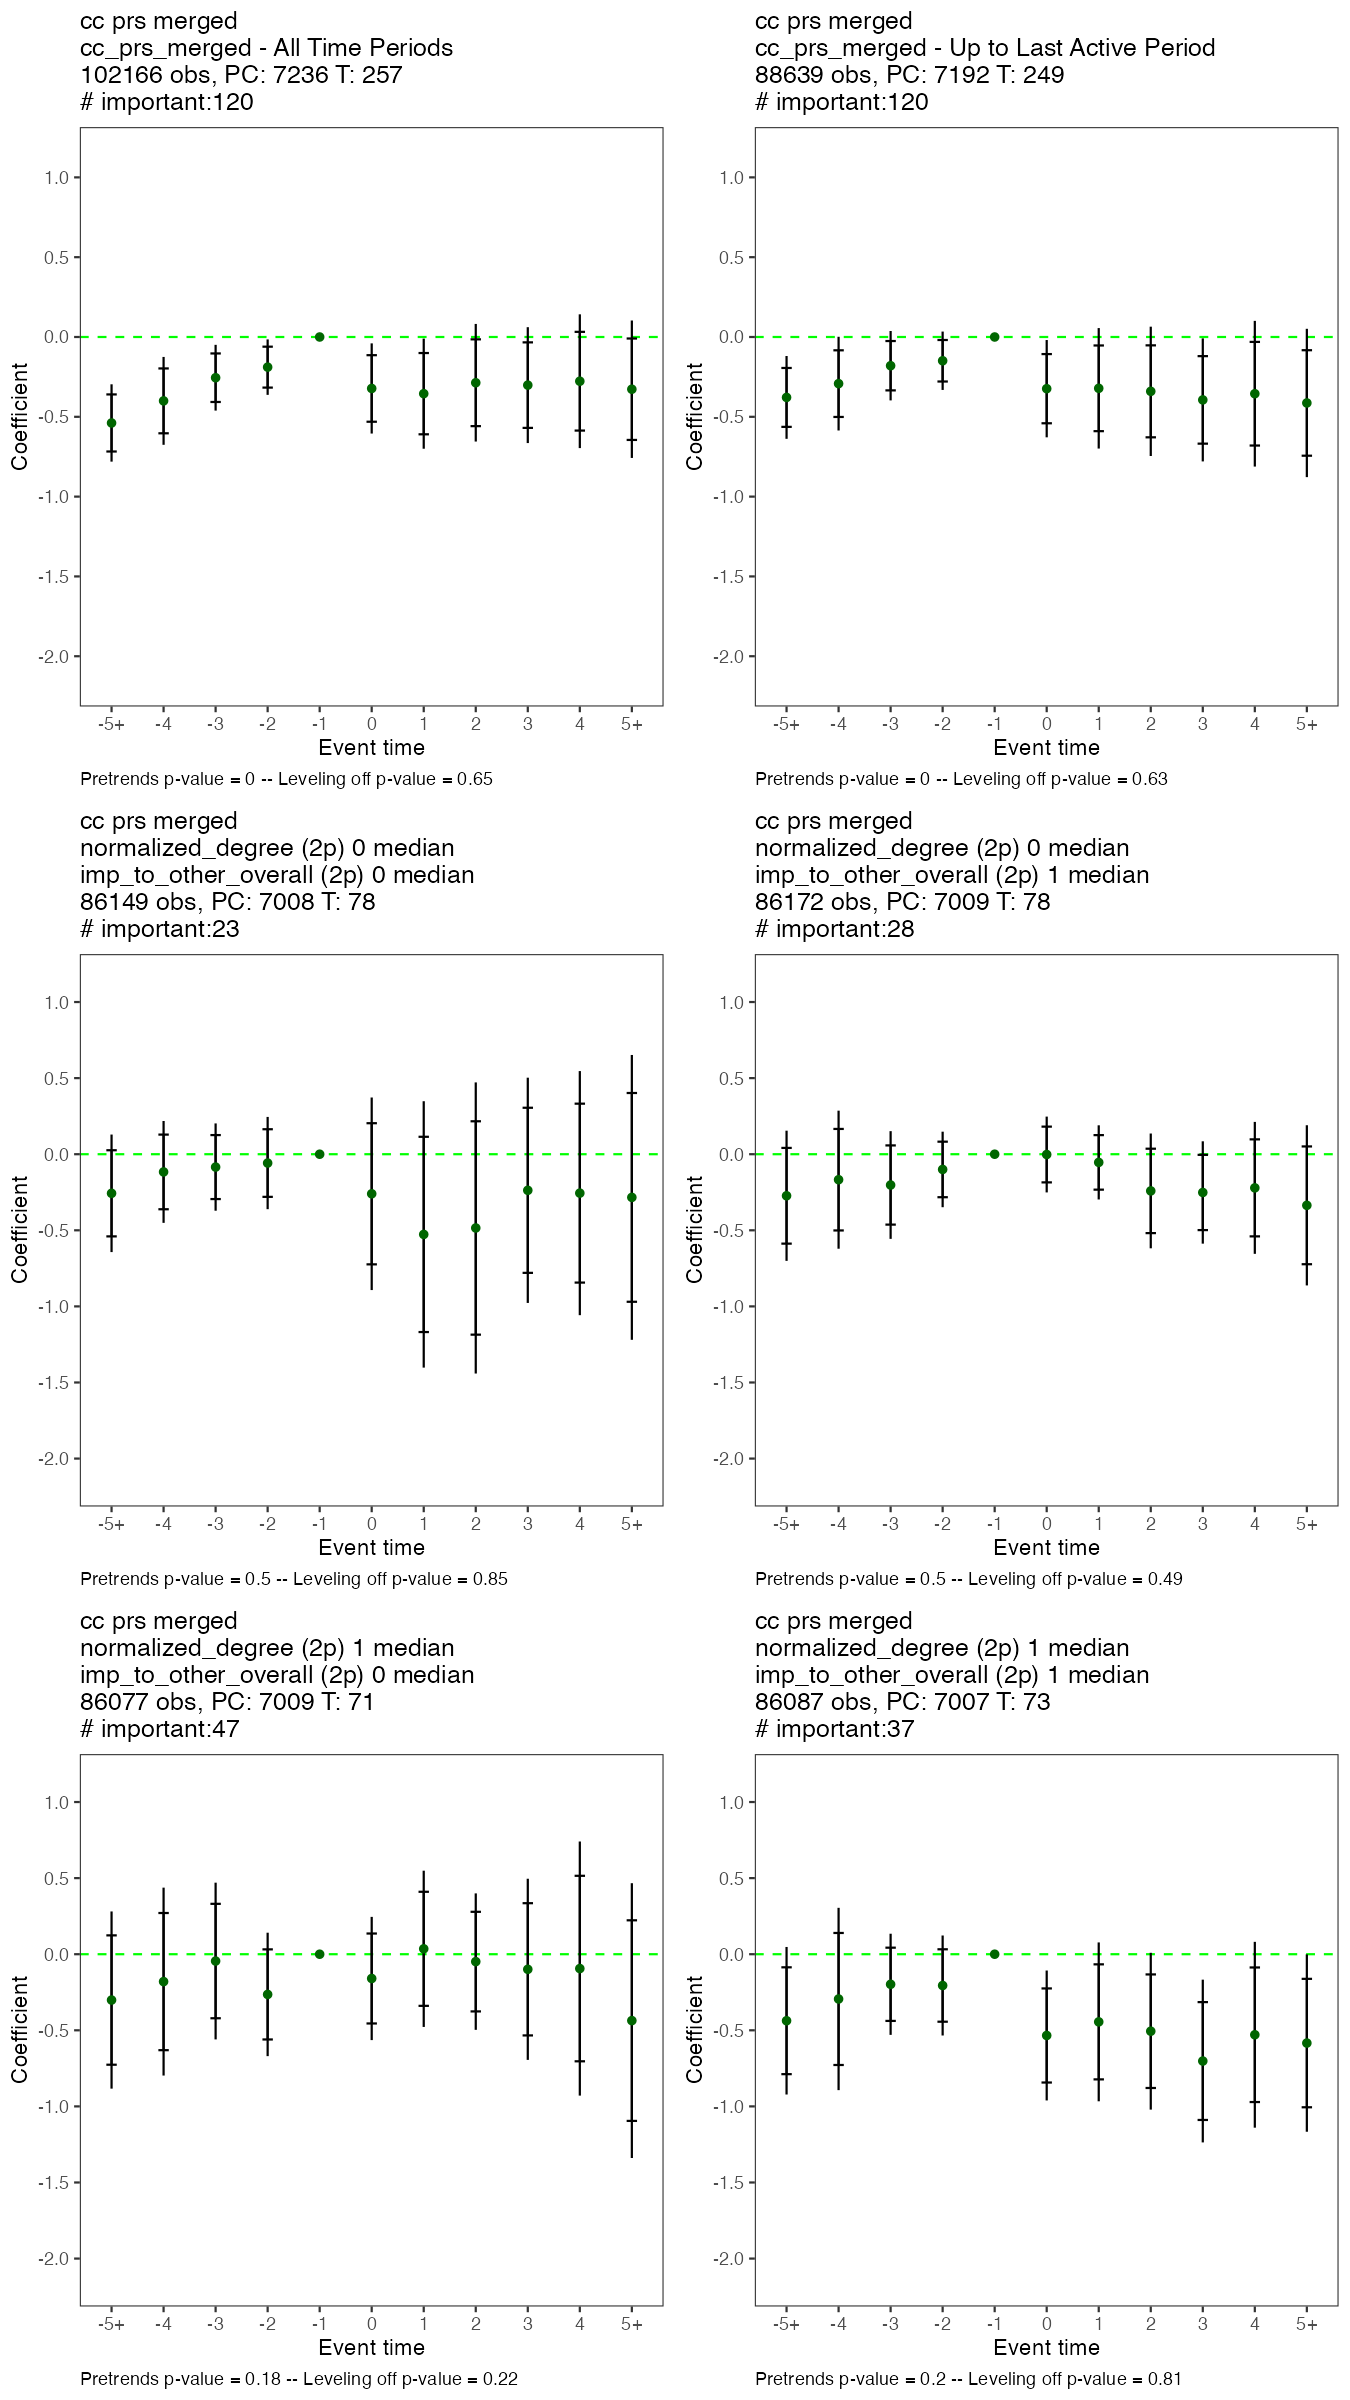 cc prs merged
cc_prs_merged - All Time Periods
102166 obs, PC: 7236 T: 257
# important:120
1.0
0.5
0.0
-0.5
-1.0
-1.5
-2.0
Coefficient
-5+ -4 -3 -2 -1 0 1 2 3 4 5+
Event time
Pretrends p-value = 0 -- Leveling off p-value = 0.65
cc prs merged
cc_prs_merged - Up to Last Active Period
88639 obs, PC: 7192 T: 249
# important:120
1.0
0.5
0.0
-0.5
-1.0
-1.5
-2.0
Coefficient
-5+ -4 -3 -2 -1 0 1 2 3 4 5+
Event time
Pretrends p-value = 0 -- Leveling off p-value = 0.63
cc prs merged
normalized_degree (2p) 0 median
imp_to_other_overall (2p) 0 median
86149 obs, PC: 7008 T: 78
# important:23
1.0
0.5
0.0
-0.5
-1.0
-1.5
-2.0
Coefficient
-5+ -4 -3 -2 -1 0 1 2 3 4 5+
Event time
Pretrends p-value = 0.5 -- Leveling off p-value = 0.85
cc prs merged
normalized_degree (2p) 0 median
imp_to_other_overall (2p) 1 median
86172 obs, PC: 7009 T: 78
# important:28
1.0
0.5
0.0
-0.5
-1.0
-1.5
-2.0
Coefficient
-5+ -4 -3 -2 -1 0 1 2 3 4 5+
Event time
Pretrends p-value = 0.5 -- Leveling off p-value = 0.49
cc prs merged
normalized_degree (2p) 1 median
imp_to_other_overall (2p) 0 median
86077 obs, PC: 7009 T: 71
# important:47
1.0
0.5
0.0
-0.5
-1.0
-1.5
-2.0
Coefficient
-5+ -4 -3 -2 -1 0 1 2 3 4 5+
Event time
Pretrends p-value = 0.18 -- Leveling off p-value = 0.22
cc prs merged
normalized_degree (2p) 1 median
imp_to_other_overall (2p) 1 median
86087 obs, PC: 7007 T: 73
# important:37
1.0
0.5
0.0
-0.5
-1.0
-1.5
-2.0
Coefficient
-5+ -4 -3 -2 -1 0 1 2 3 4 5+
Event time
Pretrends p-value = 0.2 -- Leveling off p-value = 0.81